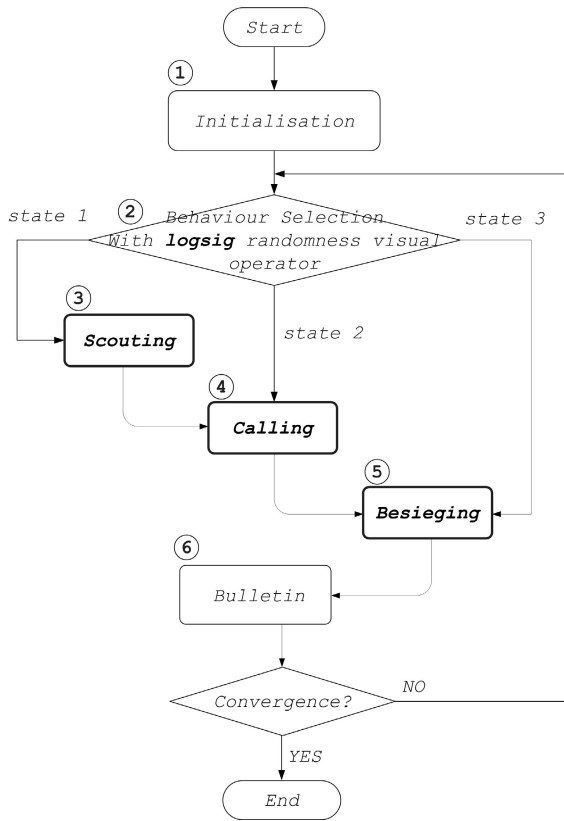 Start
1
Initialisation
state 1
2
Behaviour Selection
state 3
With logsig randomness visual
operator
3
Scouting
state 2
4
Calling
5
Besieging
6
Bulletin
Convergence?
NO
YES
End